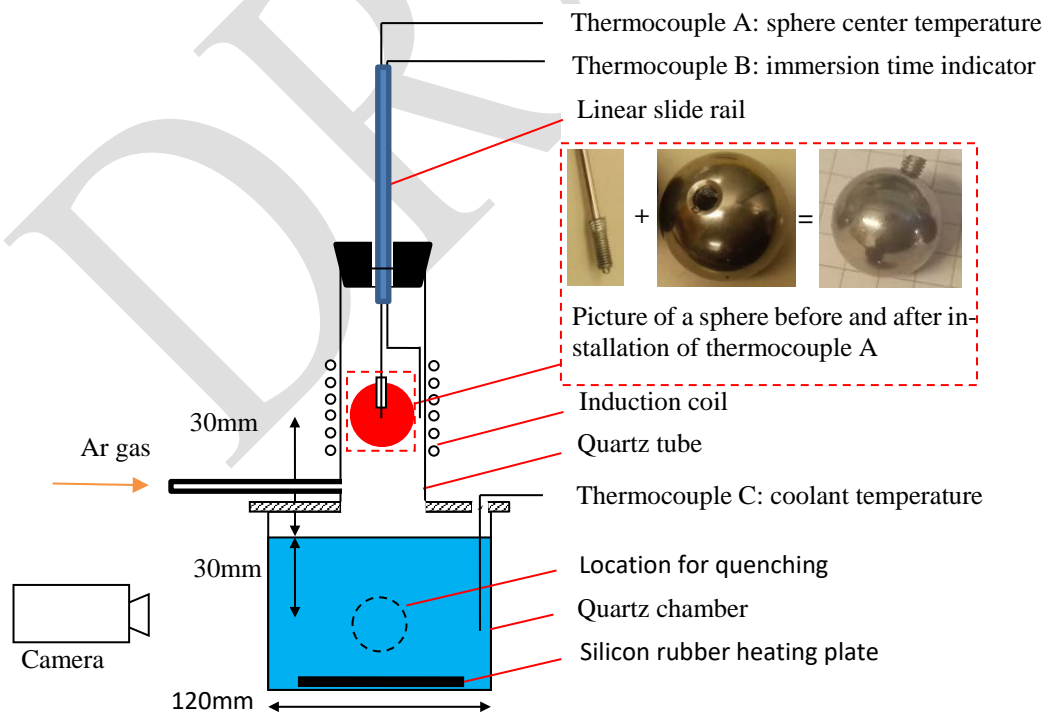 Thermocouple A: sphere center temperature
Thermocouple B: immersion time indicator
Linear slide rail
+
=
Picture of a sphere before and after in-
stallation of thermocouple A
Induction coil
30mm
Quartz tube
Ar gas
Thermocouple C: coolant temperature
30mm
Location for quenching
Quartz chamber
Camera
Silicon rubber heating plate
120mm